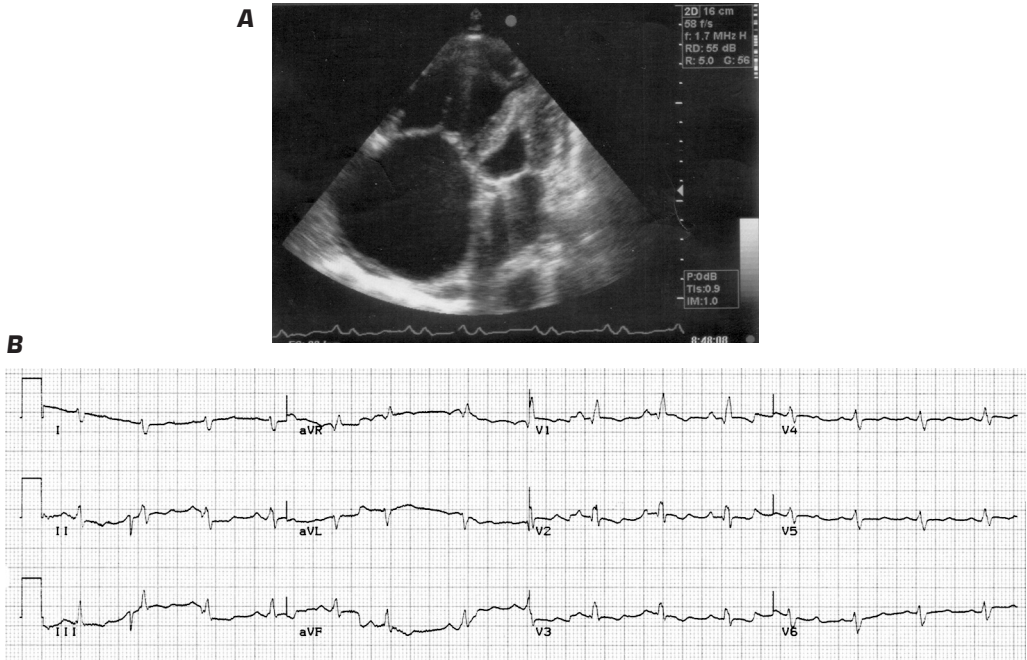 A
2D 16 cm
58 f/s
f: 1.7 MHz H
RD: 55 dB
R: 5.0 G: 56
P:0dB
TIs:0.9
IM:1.0
8:48:08
B
I aVR V1 V4
II aVL V2 V5
III aVF V3 V6